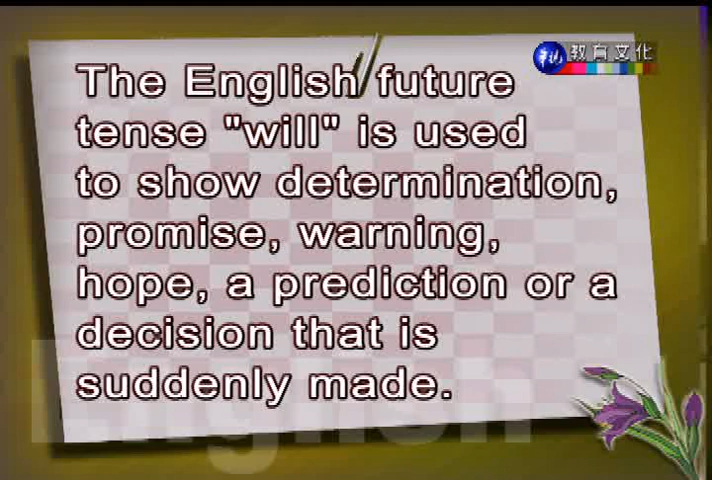 教育文化
The English future
tense "will" is used
to show determination,
promise, warning,
hope, a prediction or a
decision that is
suddenly made.
English